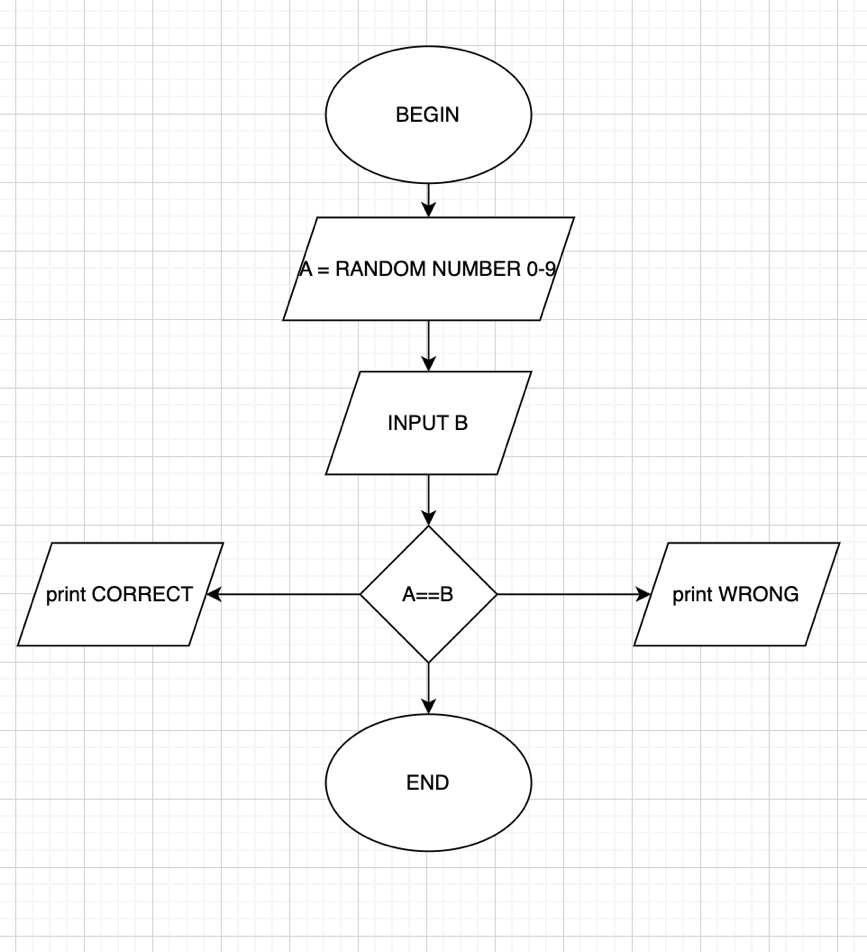 BEGIN
A = RANDOM NUMBER 0-9
INPUT B
print CORRECT
A==B
print WRONG
END